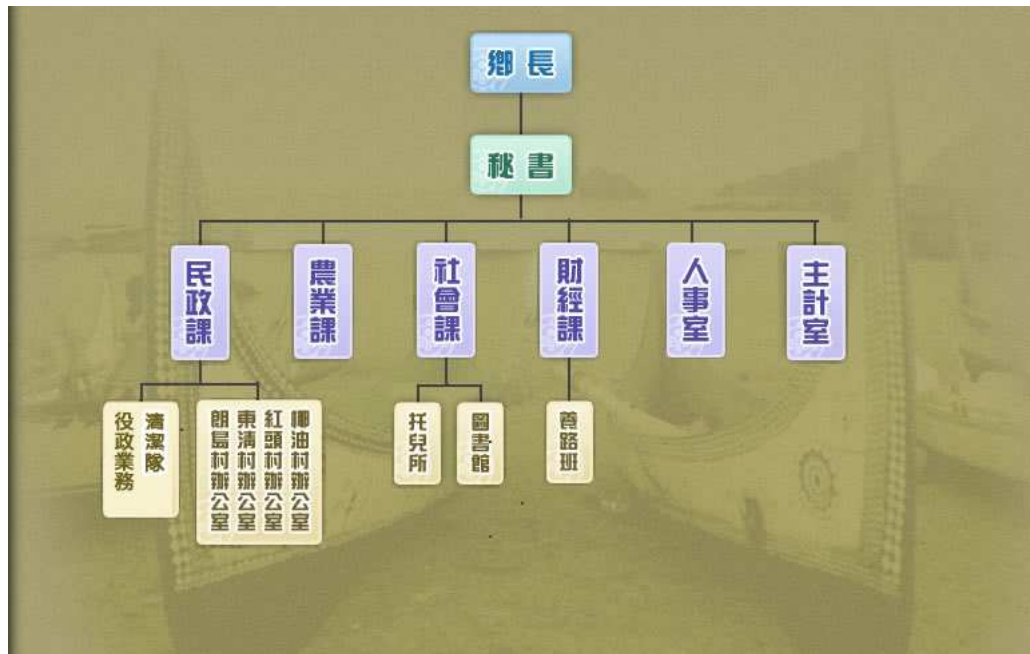 鄉長
秘書
民政課
農業課
社會課
財經課
人事室
主計室
清潔隊
役政業務
椰油村辦公室
紅頭村辦公室
東清村辦公室
朗島村辦公室
托兒所
圖書館
養路班